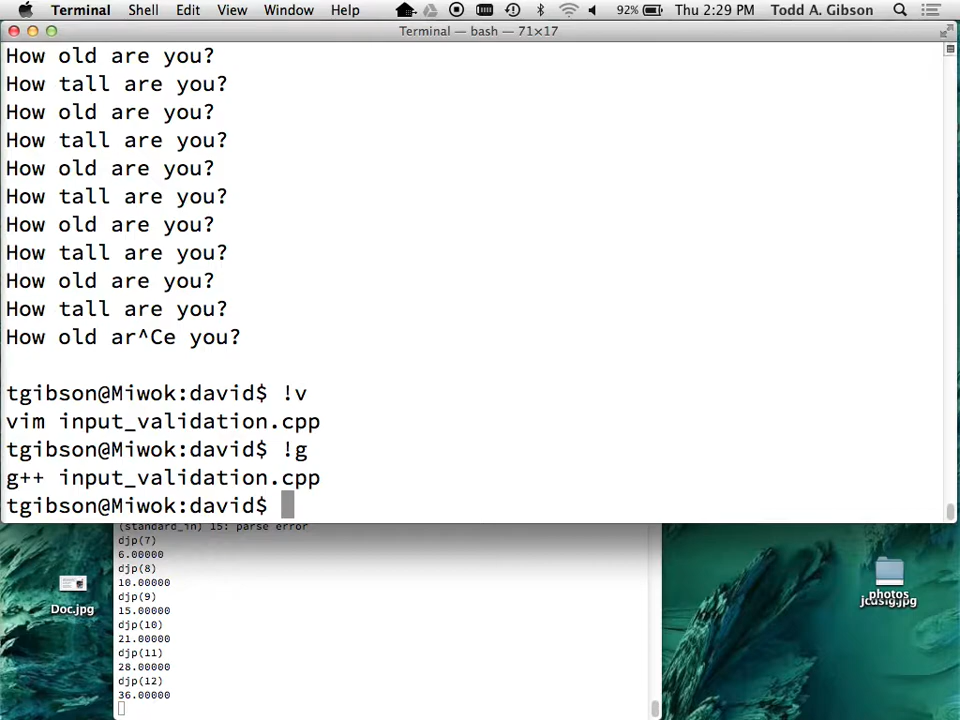 Terminal Shell Edit View Window Help 92% Thu 2:29 PM Todd A. Gibson
Terminal — bash — 71×17
How old are you?
How tall are you?
How old are you?
How tall are you?
How old are you?
How tall are you?
How old are you?
How tall are you?
How old are you?
How tall are you?
How old ar^Ce you?
tgibson@Miwok:david$ !v
vim input_validation.cpp
tgibson@Miwok:david$ !g
g++ input_validation.cpp
tgibson@Miwok:david$
(standard_in) 15: parse error
djp(7)
6.00000
djp(8)
10.00000
djp(9)
15.00000
djp(10)
21.00000
djp(11)
28.00000
djp(12)
36.00000
Doc.jpg
photos
jcusig.jpg